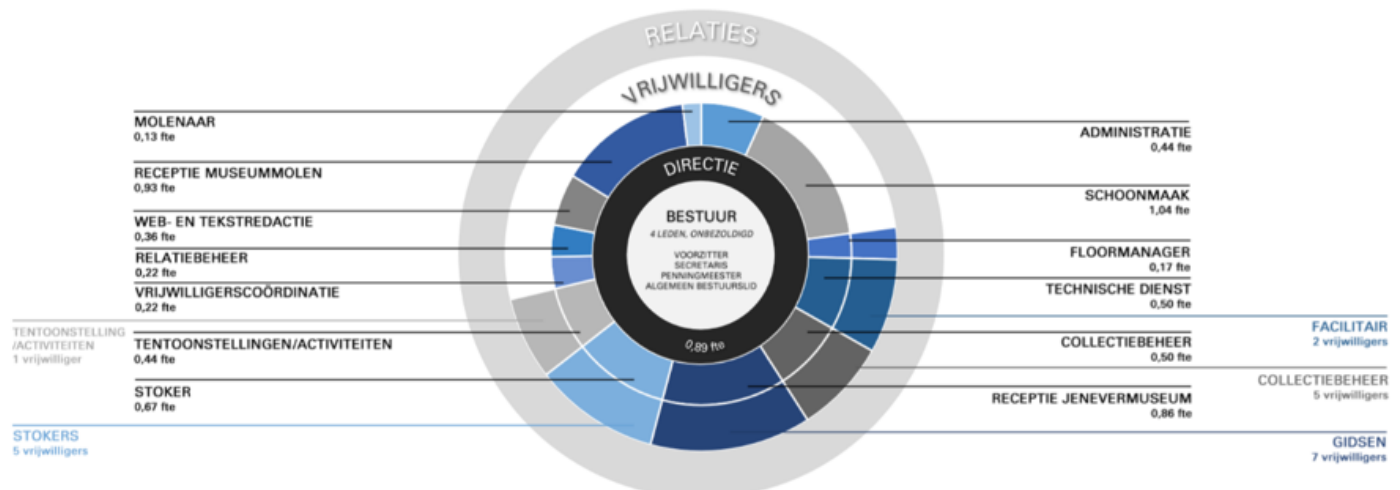 RELATIES
VRIJWILLIGERS
DIRECTIE
BESTUUR
4 LEDEN, ONBEZOLDIGD
VOORZITTER
SECRETARIS
PENNINGMEESTER
ALGEMEEN BESTUURSLID
0,89 fte
MOLENAAR
0,13 fte
RECEPTIE MUSEUMMOLEN
0,93 fte
WEB- EN TEKSTREDACTIE
0,36 fte
RELATIEBEHEER
0,22 fte
VRIJWILLIGERSCOÖRDINATIE
0,22 fte
TENTOONSTELLING
/ACTIVITEITEN
1 vrijwilliger
TENTOONSTELLINGEN/ACTIVITEITEN
0,44 fte
STOKER
0,67 fte
STOKERS
5 vrijwilligers
ADMINISTRATIE
0,44 fte
SCHOONMAAK
1,04 fte
FLOORMANAGER
0,17 fte
TECHNISCHE DIENST
0,50 fte
FACILITAIR
2 vrijwilligers
COLLECTIEBEHEER
0,50 fte
COLLECTIEBEHEER
5 vrijwilligers
RECEPTIE JENEVERMUSEUM
0,86 fte
GIDSEN
7 vrijwilligers